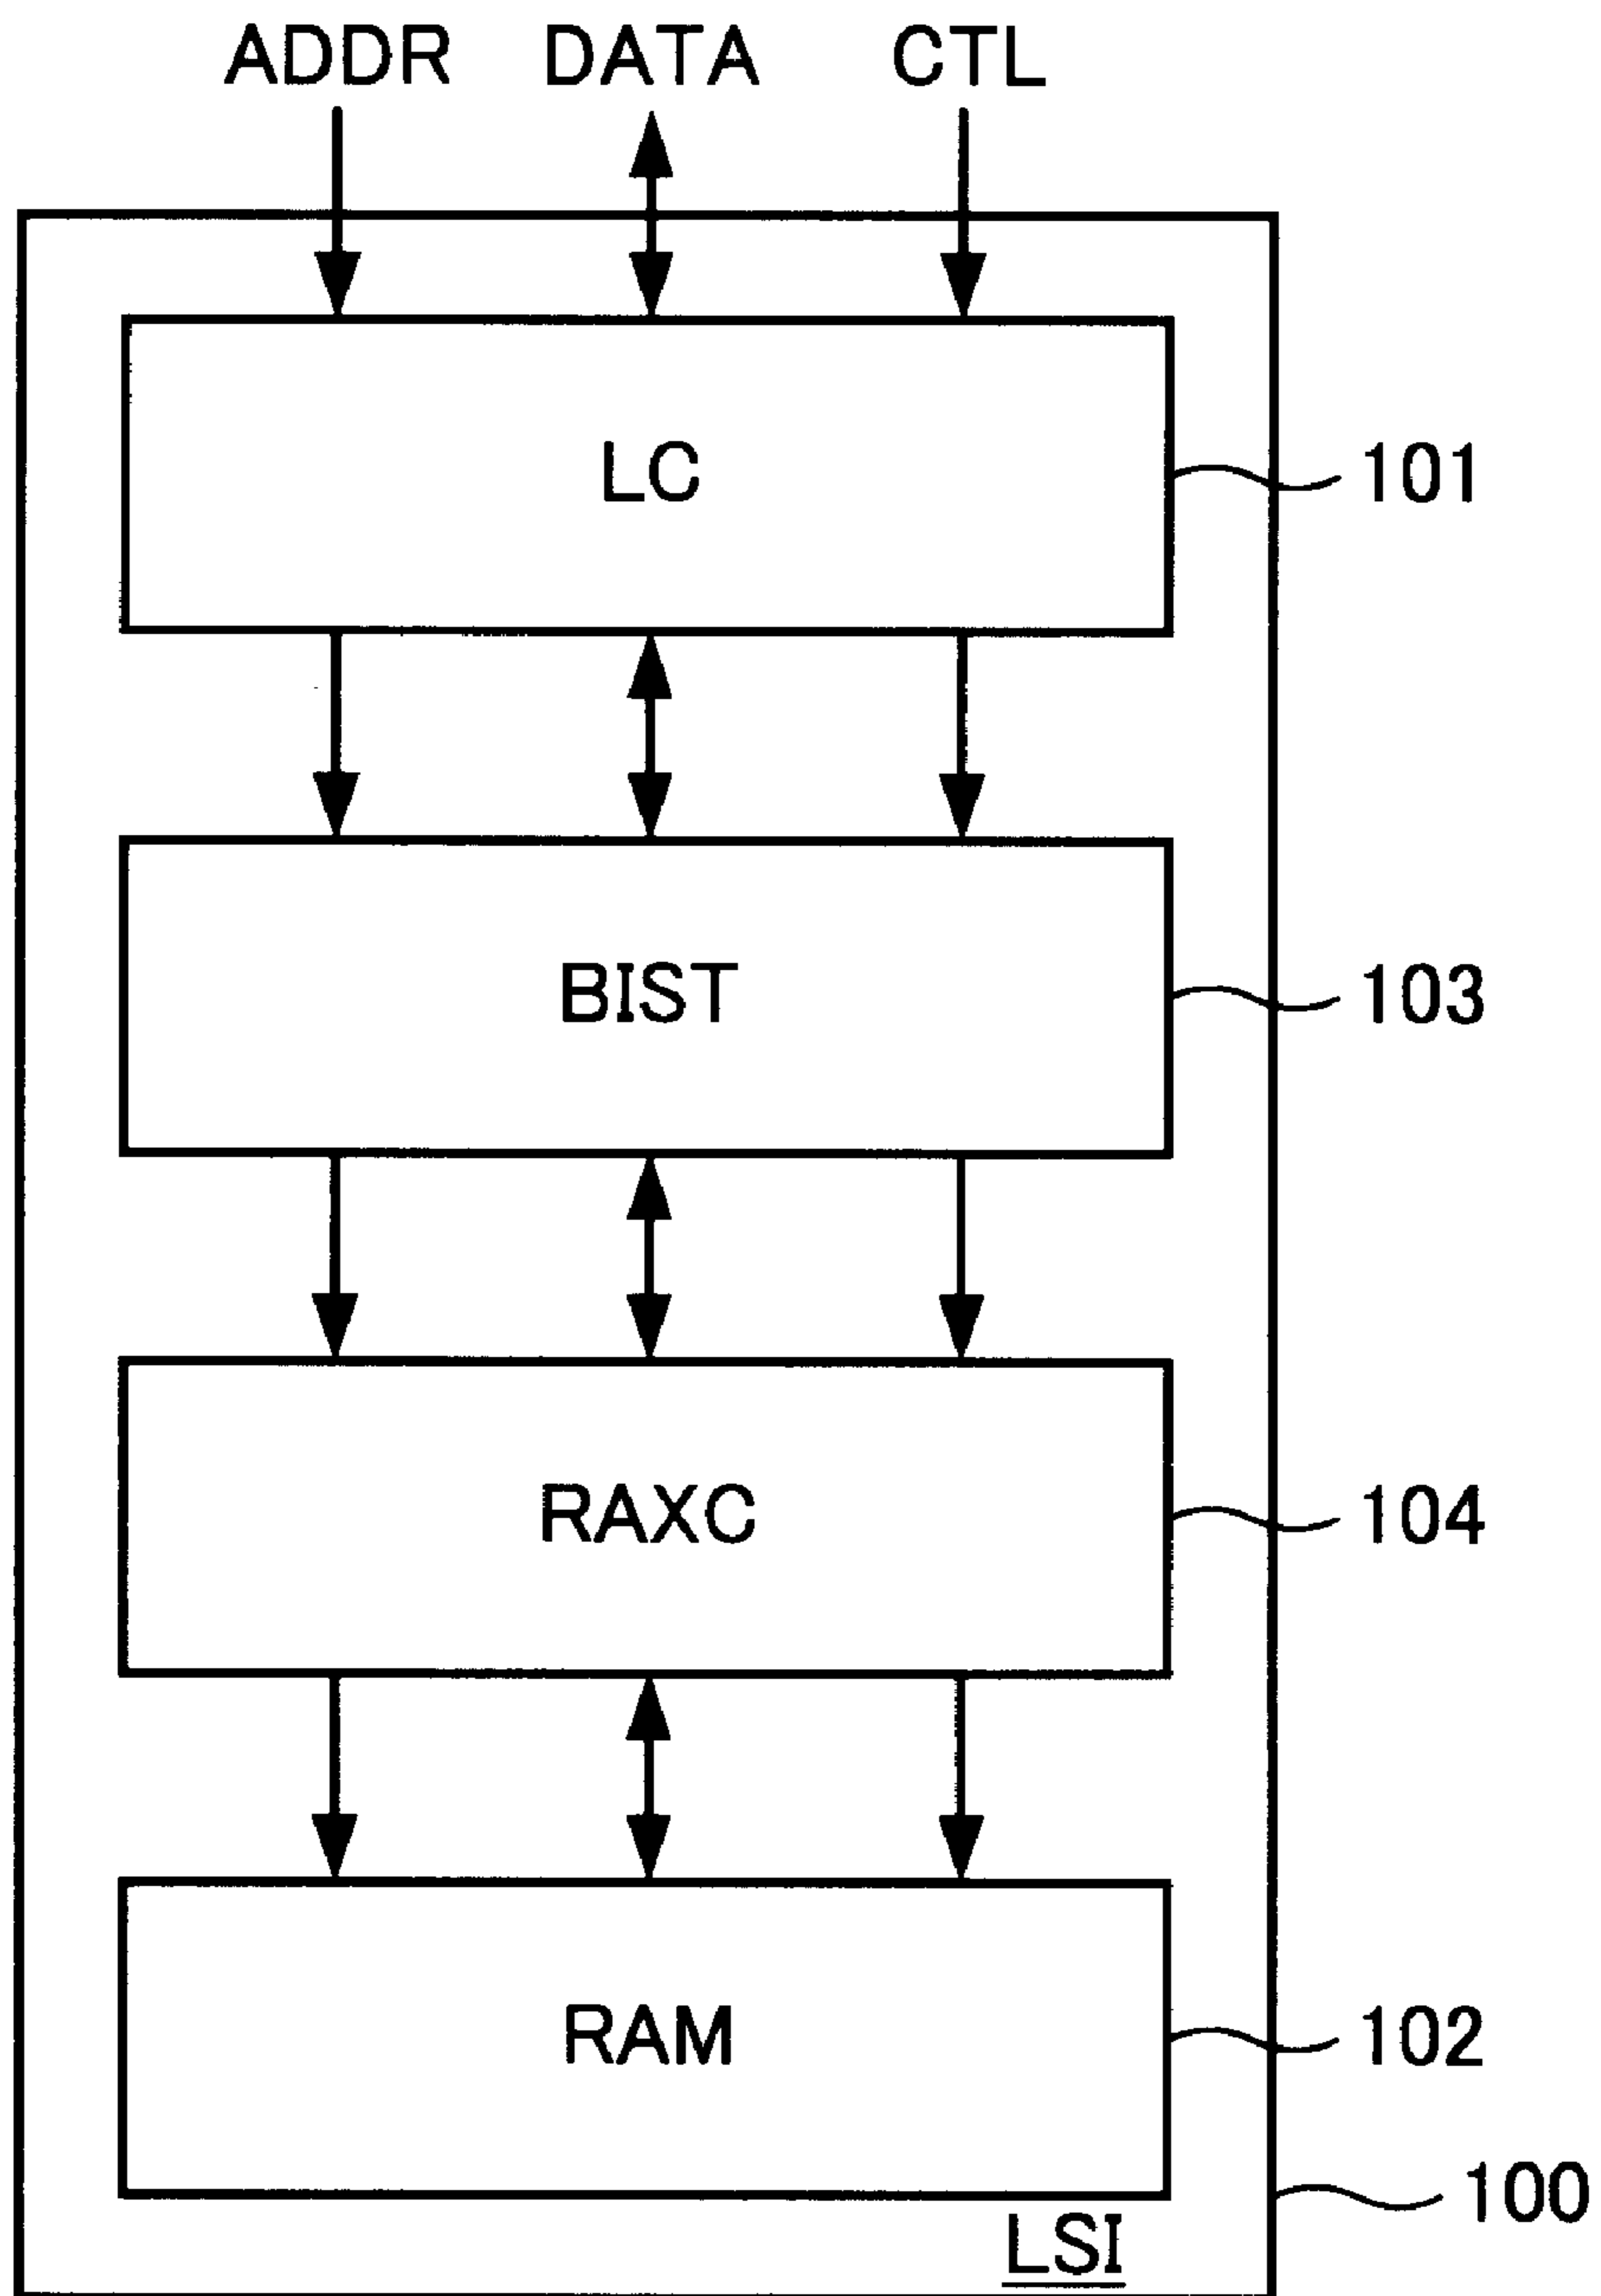 ADDR DATA CTL
LC 101
BIST 103
RAXC 104
RAM 102
100
LSI